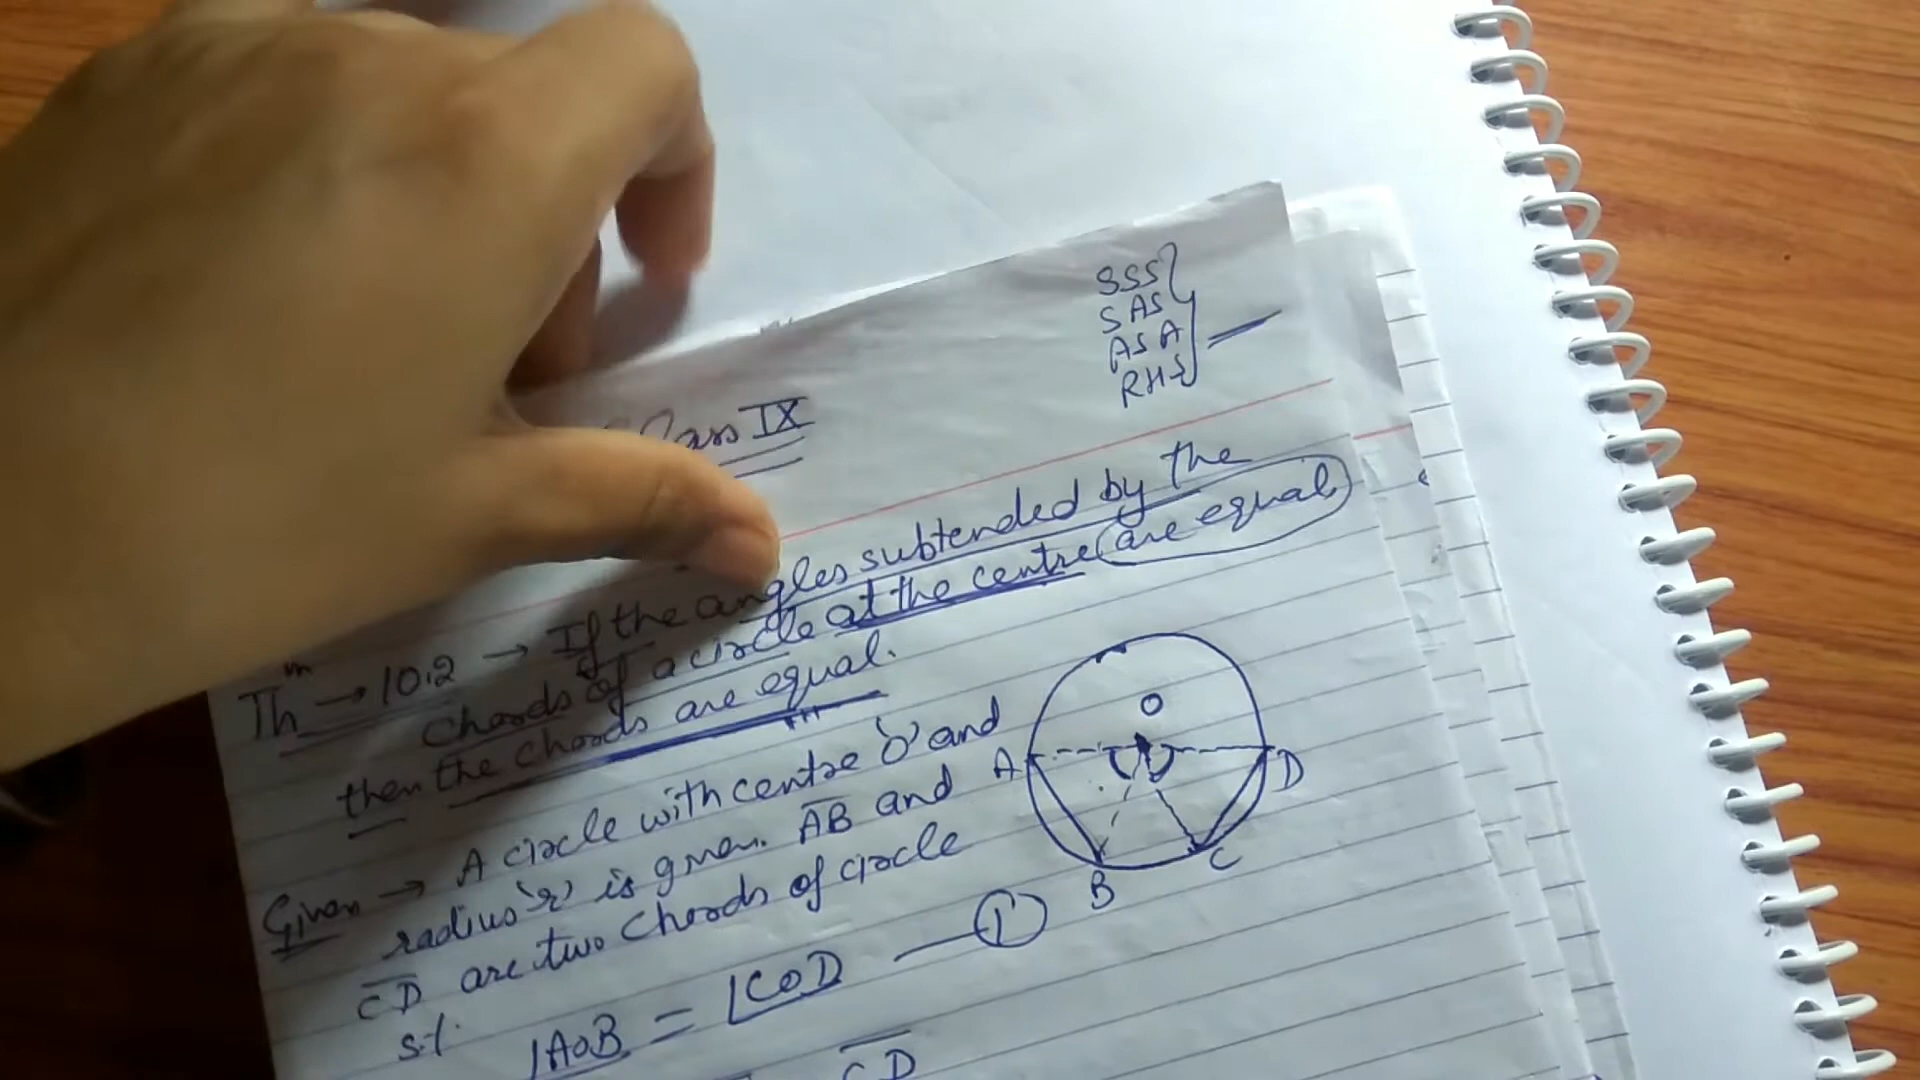 SSS
SAS
ASA
RHS
Class IX
Th^m → 10.2 → If the angles subtended by the
chords of a circle at the centre are equal
then the chords are equal.
Given → A circle with centre 'O' and
radius 'r' is given. AB and
CD are two chords of circle
s.t.
∠AOB = ∠COD — 1
CD
O
A
D
B
C